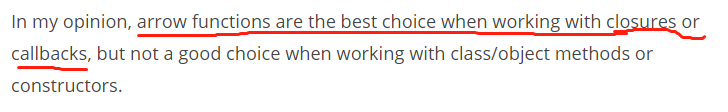 In my opinion, arrow functions are the best choice when working with closures or
callbacks, but not a good choice when working with class/object methods or
constructors.